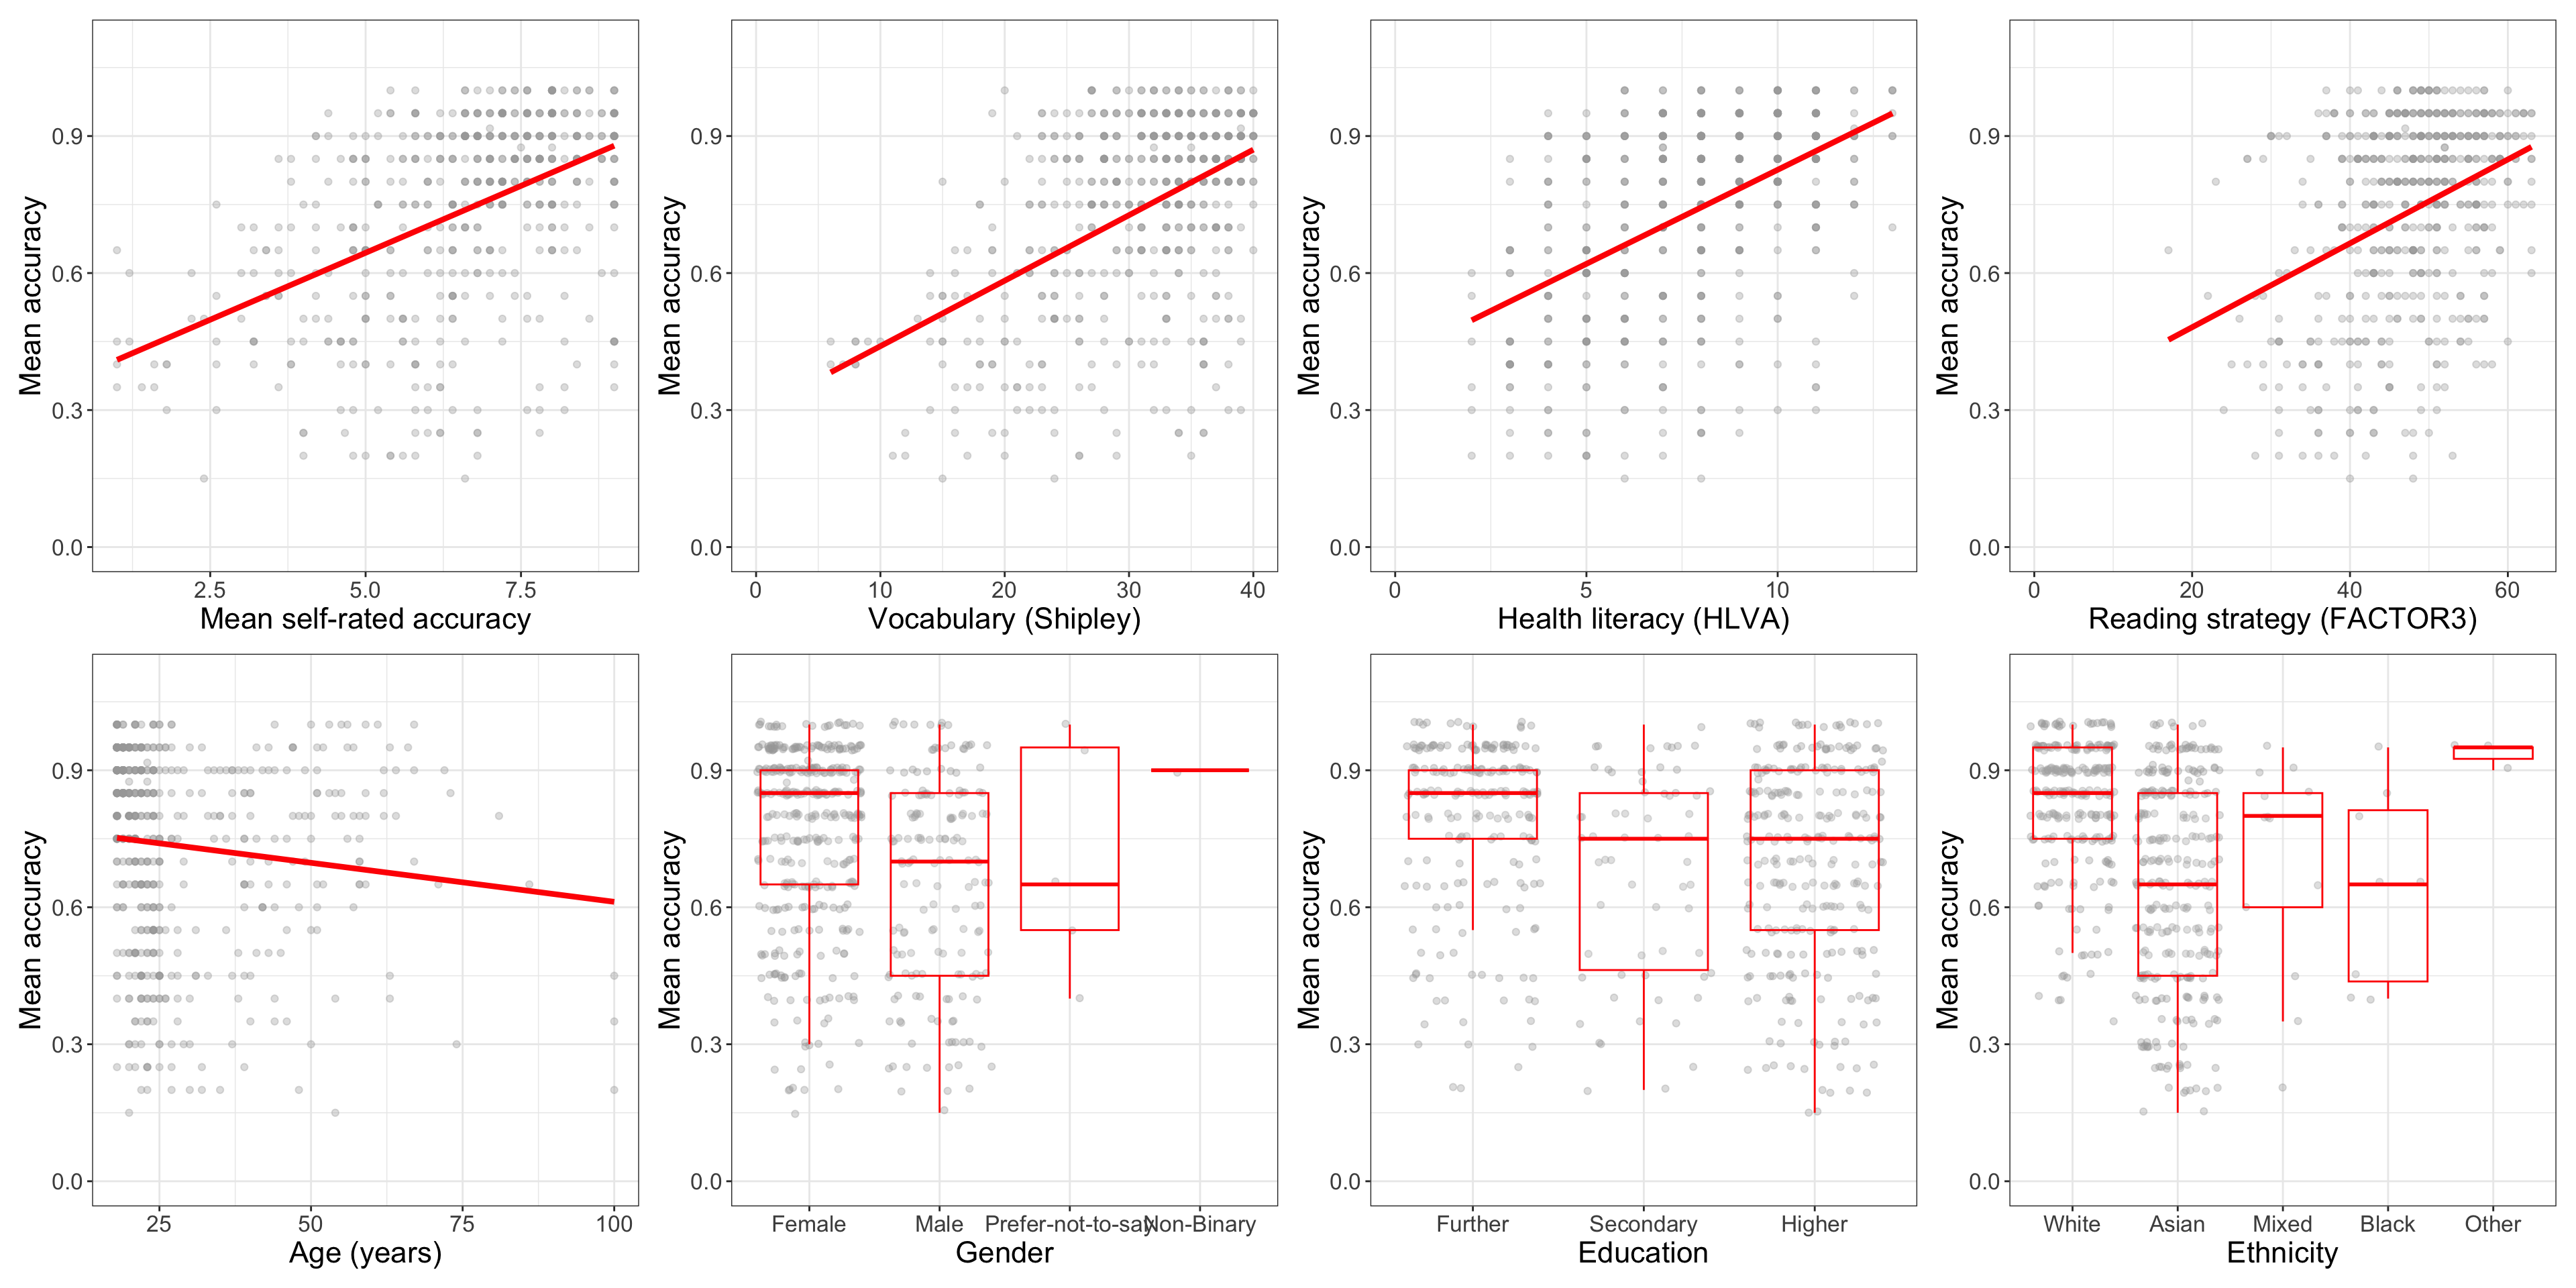 Mean accuracy
0.9
0.6
0.3
0.0
2.5 5.0 7.5
Mean self-rated accuracy
Mean accuracy
0.9
0.6
0.3
0.0
0 10 20 30 40
Vocabulary (Shipley)
Mean accuracy
0.9
0.6
0.3
0.0
0 5 10
Health literacy (HLVA)
Mean accuracy
0.9
0.6
0.3
0.0
0 20 40 60
Reading strategy (FACTOR3)
Mean accuracy
0.9
0.6
0.3
0.0
25 50 75 100
Age (years)
Mean accuracy
0.9
0.6
0.3
0.0
Female Male Prefer-not-to-say Non-Binary
Gender
Mean accuracy
0.9
0.6
0.3
0.0
Further Secondary Higher
Education
Mean accuracy
0.9
0.6
0.3
0.0
White Asian Mixed Black Other
Ethnicity